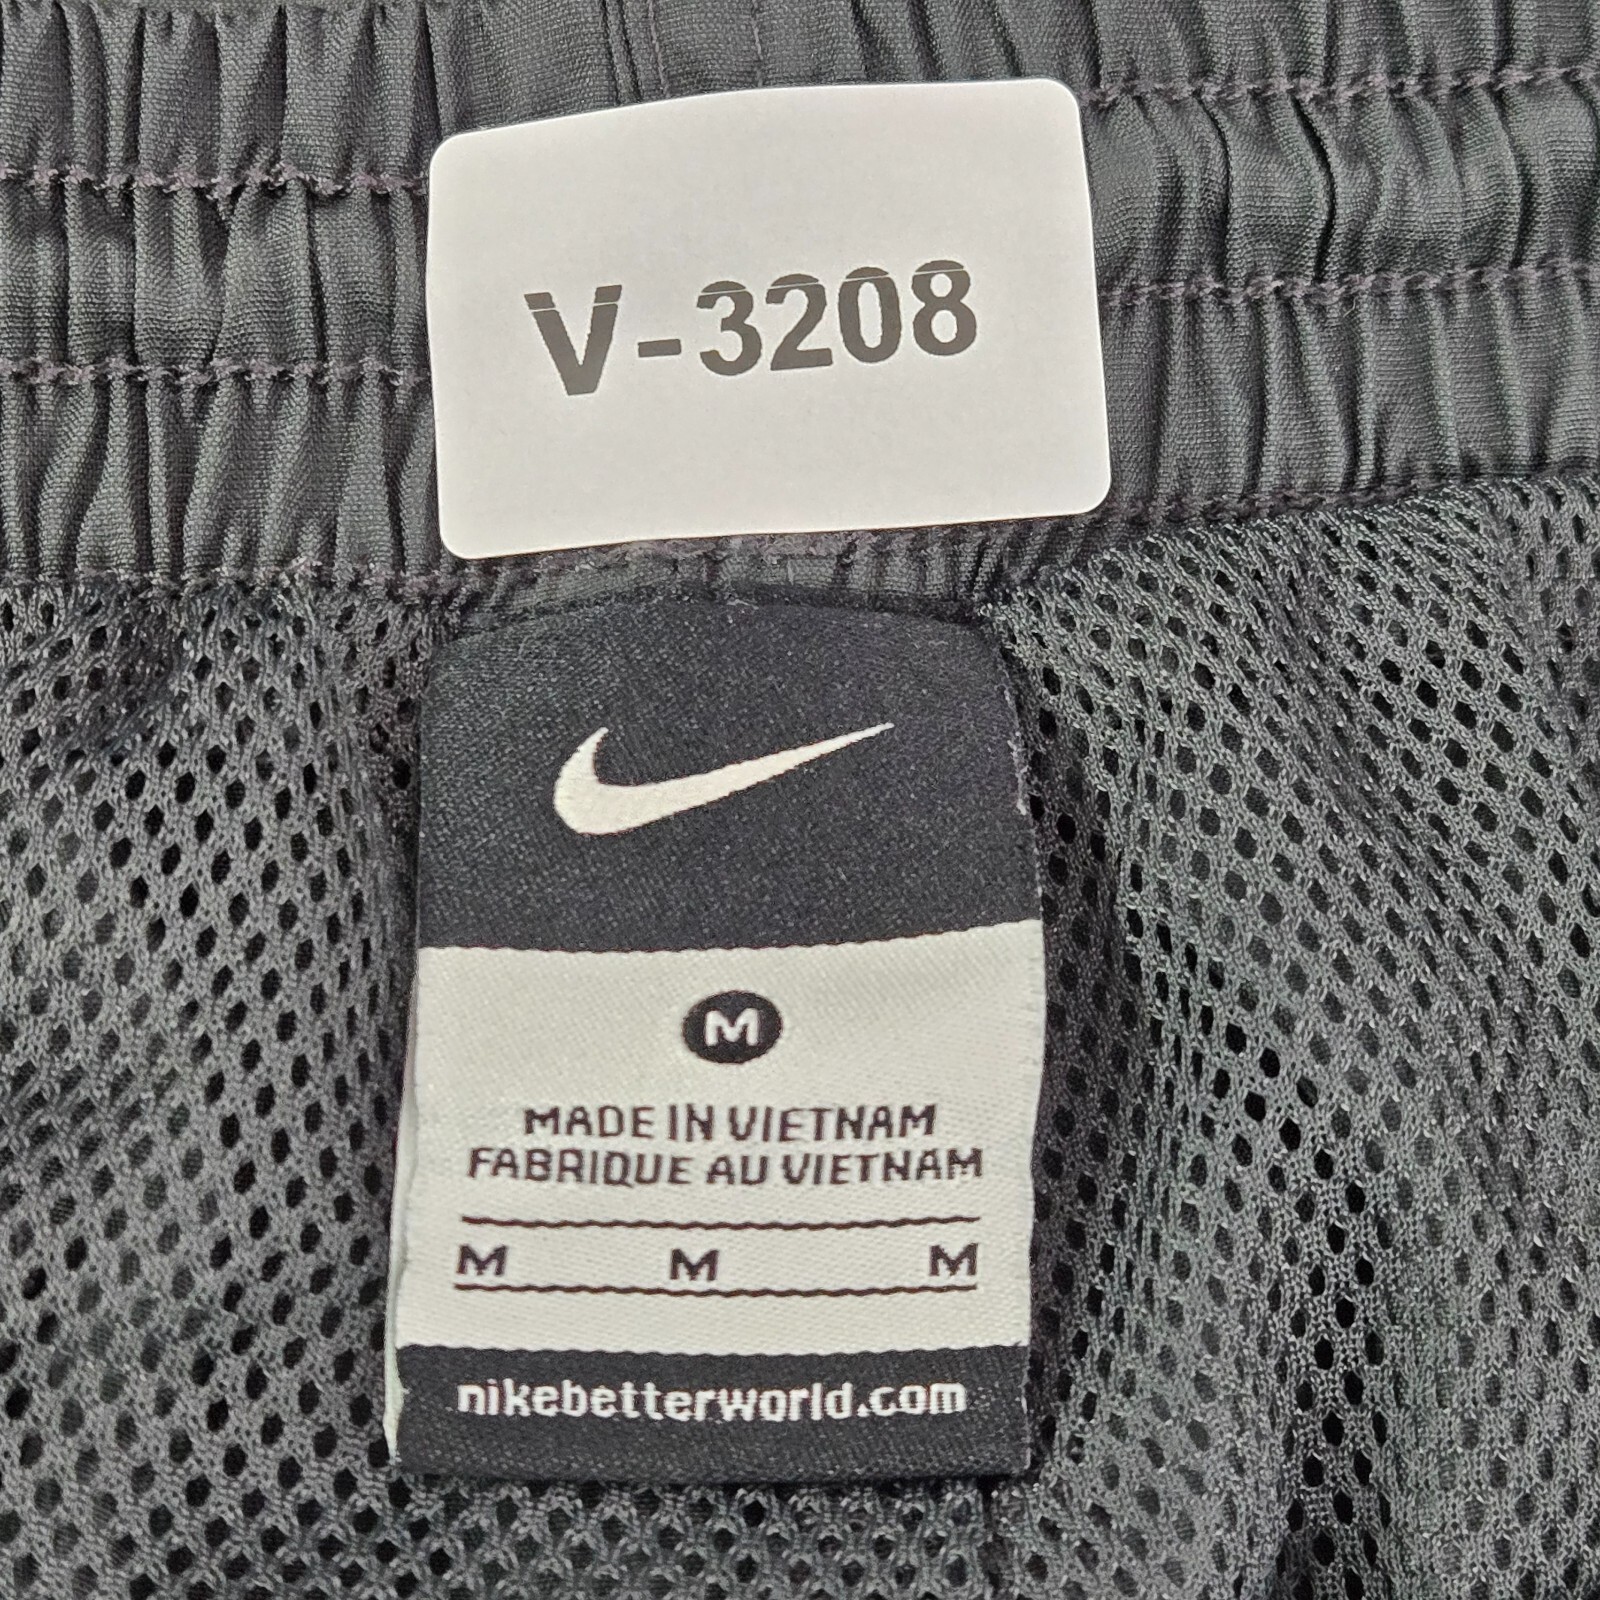 V-3208
M
MADE IN VIETNAM
FABRIQUE AU VIETNAM
M M M
nikebetterworld.com